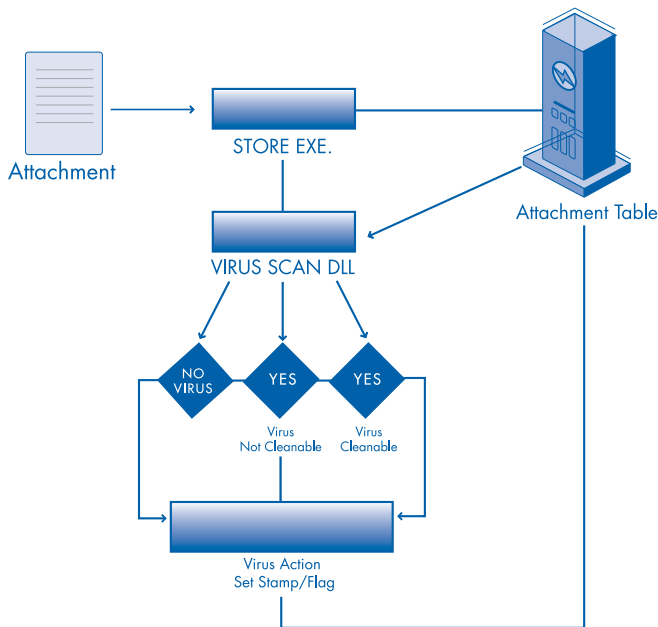 Attachment
STORE EXE.
Attachment Table
VIRUS SCAN DLL
NO
VIRUS
YES
YES
Virus
Not Cleanable
Virus
Cleanable
Virus Action
Set Stamp/Flag